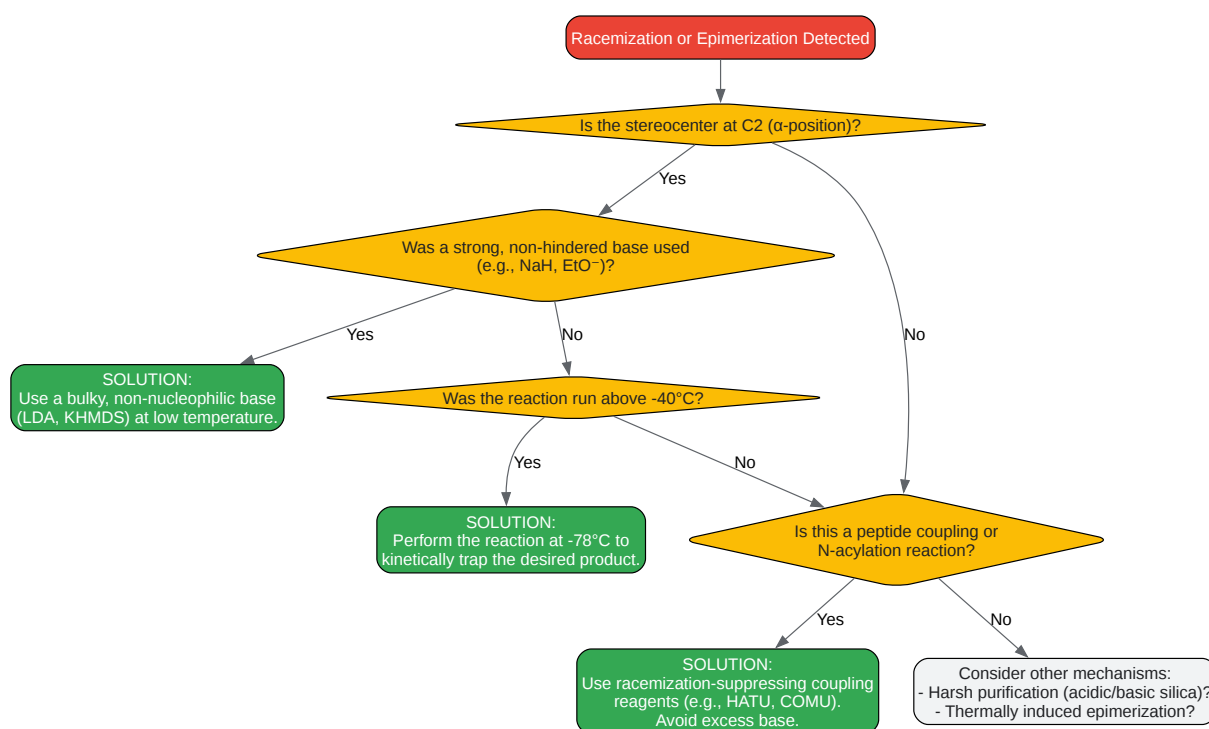 Racemization or Epimerization Detected
Is the stereocenter at C2 (α-position)?
Yes
Was a strong, non-hindered base used
(e.g., NaH, EtO⁻)?
No
Yes
No
SOLUTION:
Use a bulky, non-nucleophilic base
(LDA, KHMDS) at low temperature.
Was the reaction run above -40°C?
Yes
No
SOLUTION:
Perform the reaction at -78°C to
kinetically trap the desired product.
Is this a peptide coupling or
N-acylation reaction?
Yes
No
SOLUTION:
Use racemization-suppressing coupling
reagents (e.g., HATU, COMU).
Avoid excess base.
Consider other mechanisms:
- Harsh purification (acidic/basic silica)?
- Thermally induced epimerization?